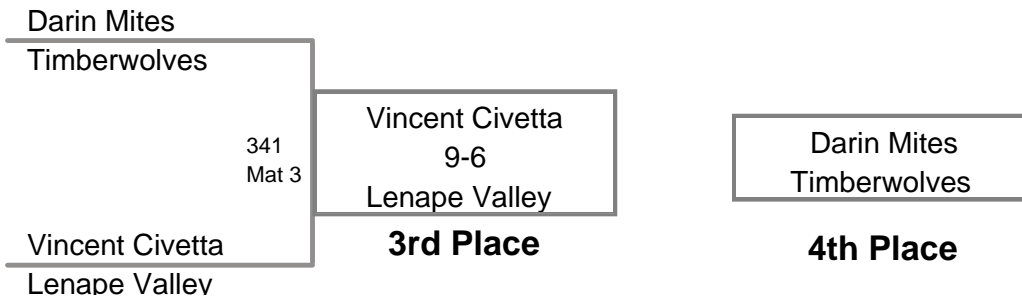 Darin Mites
Timberwolves
341
Mat 3
Vincent Civetta
Lenape Valley
Vincent Civetta
9-6
Lenape Valley
3rd Place
Darin Mites
Timberwolves
4th Place